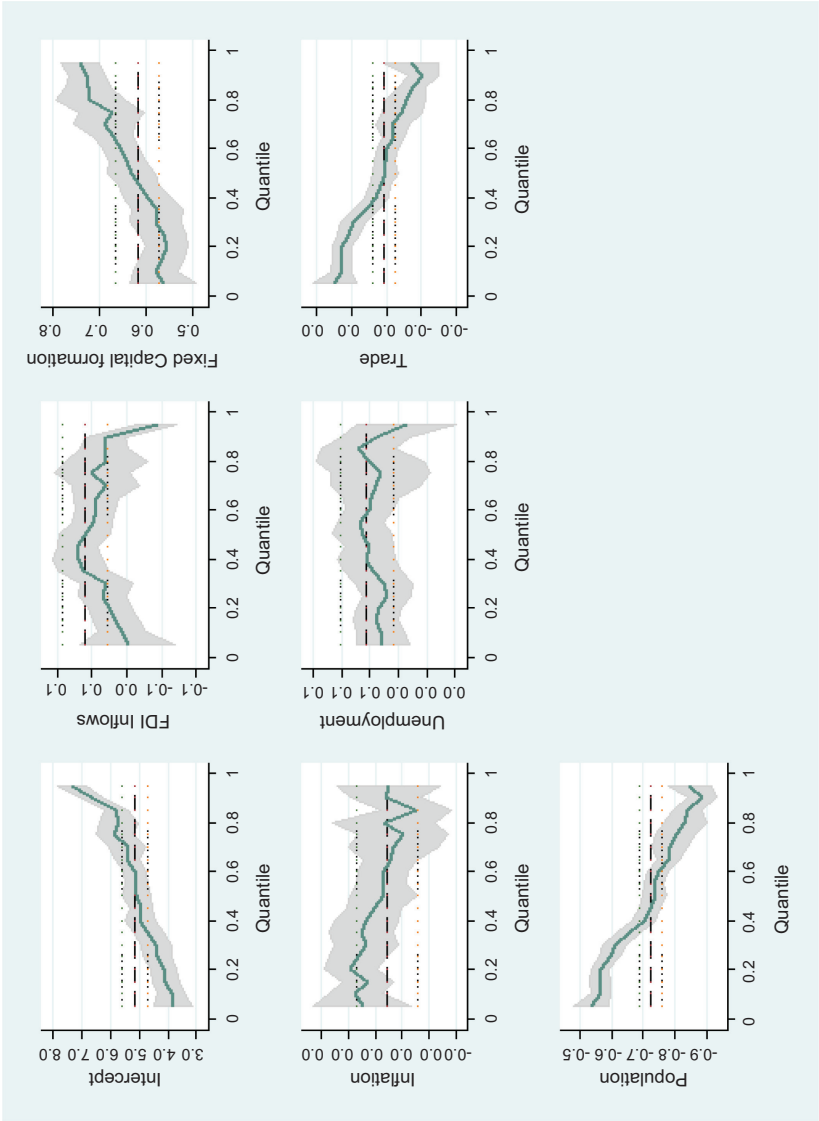 Intercept
8.0
7.0
6.0
5.0
4.0
3.0
0 0.2 0.4 0.6 0.8 1
Quantile
FDI Inflows
0.1
0.1
0.0
-0.1
-0.1
0 0.2 0.4 0.6 0.8 1
Quantile
Fixed Capital formation
0.8
0.7
0.6
0.5
0 0.2 0.4 0.6 0.8 1
Quantile
Inflation
0.0
0.0
0.0
0.0
0.0
-0.0
0 0.2 0.4 0.6 0.8 1
Quantile
Unemployment
0.1
0.1
0.1
0.0
0.0
0.0
0 0.2 0.4 0.6 0.8 1
Quantile
Trade
0.0
0.0
0.0
-0.0
-0.0
0 0.2 0.4 0.6 0.8 1
Quantile
Population
-0.5
-0.6
-0.7
-0.8
-0.9
0 0.2 0.4 0.6 0.8 1
Quantile